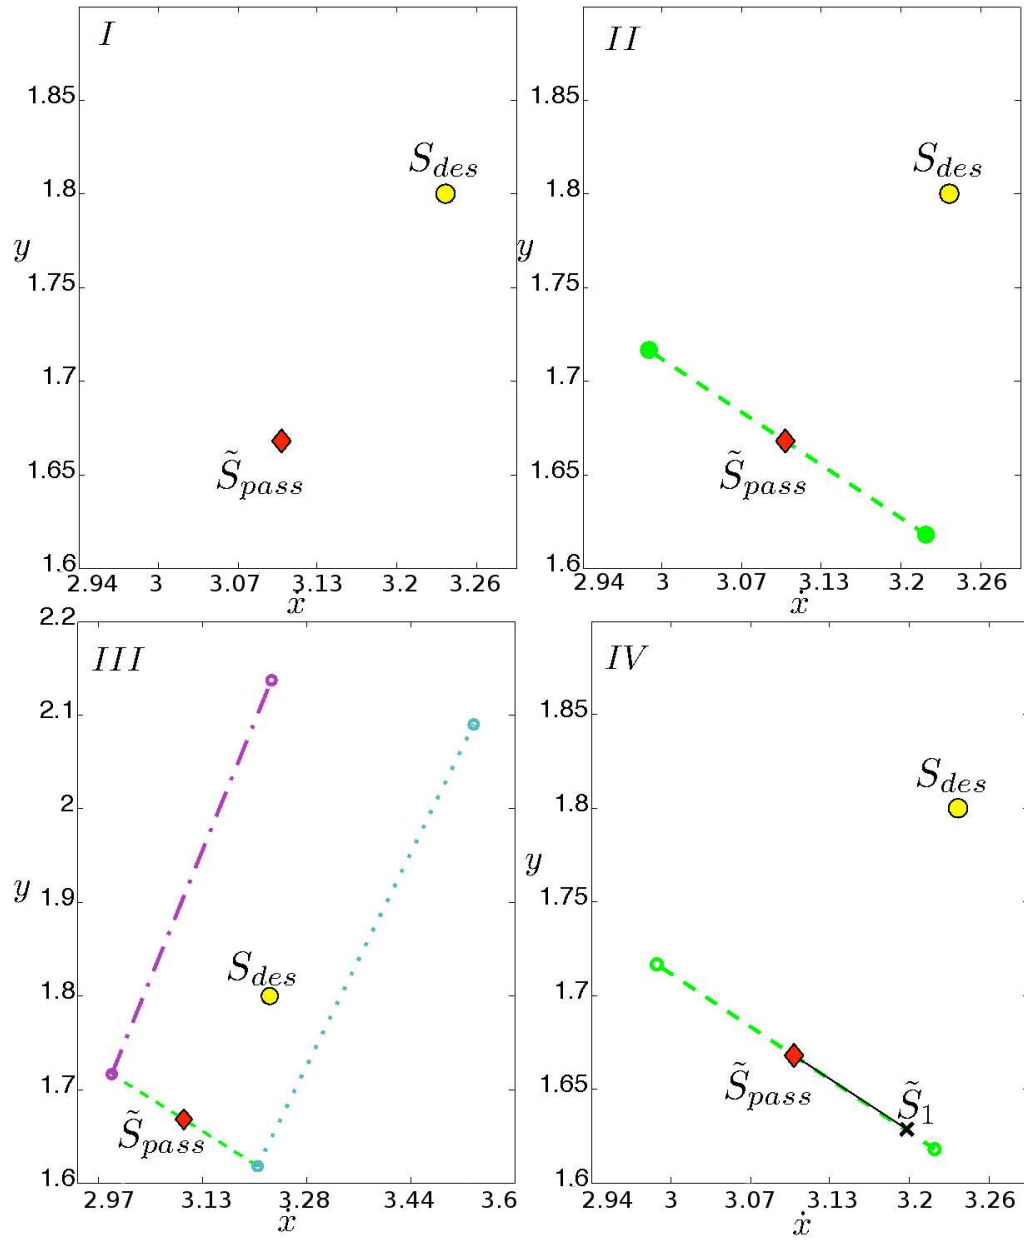 I
1.85
S_des
1.8
y
1.75
1.7
S̃_pass
1.65
1.6
2.94 3 3.07 3.13 3.2 3.26
ẋ
II
1.85
S_des
1.8
y
1.75
1.7
S̃_pass
1.65
1.6
2.94 3 3.07 3.13 3.2 3.26
ẋ
2.2
III
2.1
2
y
1.9
S_des
1.8
1.7
S̃_pass
1.6
2.97 3.13 3.28 3.44 3.6
ẋ
IV
1.85
S_des
1.8
y
1.75
1.7
S̃_pass
S̃_1
1.65
1.6
2.94 3 3.07 3.13 3.2 3.26
ẋ